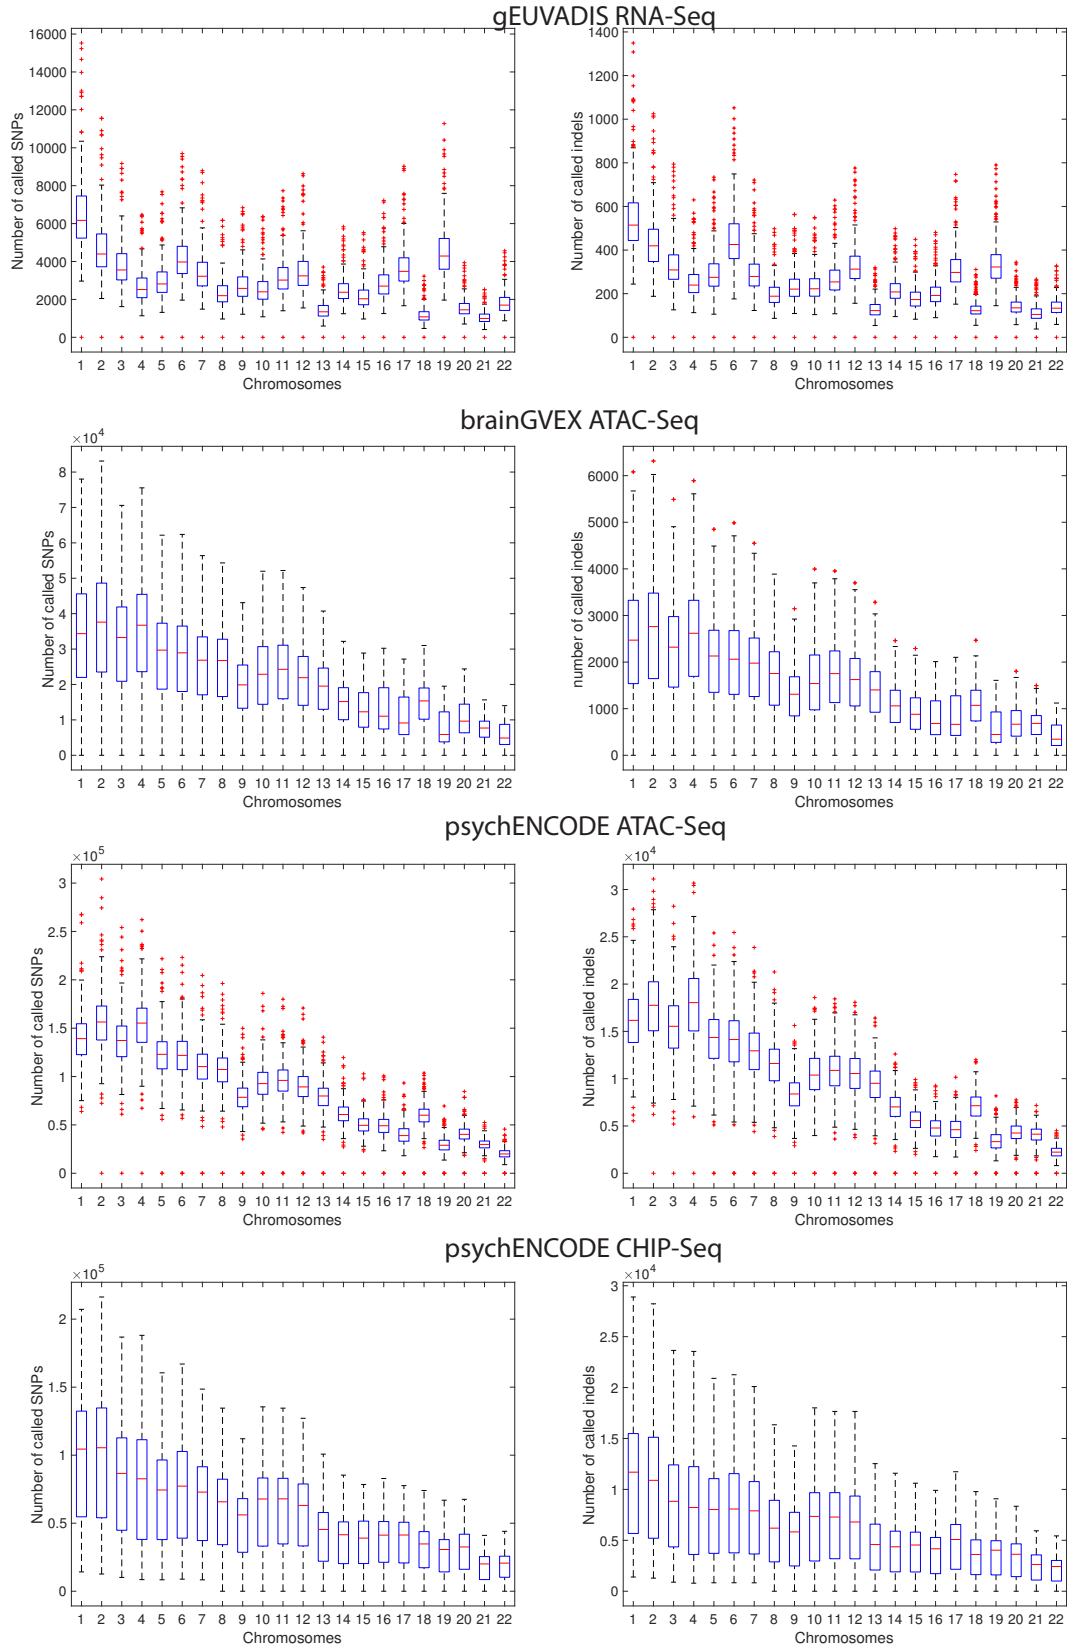 gEUVADIS RNA-Seq
16000
14000
12000
10000
8000
6000
4000
2000
0
Number of called SNPs
1 2 3 4 5 6 7 8 9 10 11 12 13 14 15 16 17 18 19 20 21 22
Chromosomes
1400
1200
1000
800
600
400
200
0
Number of called indels
1 2 3 4 5 6 7 8 9 10 11 12 13 14 15 16 17 18 19 20 21 22
Chromosomes
brainGVEX ATAC-Seq
×10^4
8
7
6
5
4
3
2
1
0
Number of called SNPs
1 2 3 4 5 6 7 8 9 10 11 12 13 14 15 16 17 18 19 20 21 22
Chromosomes
6000
5000
4000
3000
2000
1000
0
number of called indels
1 2 3 4 5 6 7 8 9 10 11 12 13 14 15 16 17 18 19 20 21 22
Chromosomes
psychENCODE ATAC-Seq
×10^5
3
2.5
2
1.5
1
0.5
0
Number of called SNPs
1 2 3 4 5 6 7 8 9 10 11 12 13 14 15 16 17 18 19 20 21 22
Chromosomes
×10^4
3
2.5
2
1.5
1
0.5
0
Number of called indels
1 2 3 4 5 6 7 8 9 10 11 12 13 14 15 16 17 18 19 20 21 22
Chromosomes
psychENCODE CHIP-Seq
×10^5
2
1.5
1
0.5
0
Number of called SNPs
1 2 3 4 5 6 7 8 9 10 11 12 13 14 15 16 17 18 19 20 21 22
Chromosomes
×10^4
3
2.5
2
1.5
1
0.5
0
Number of called indels
1 2 3 4 5 6 7 8 9 10 11 12 13 14 15 16 17 18 19 20 21 22
Chromosomes